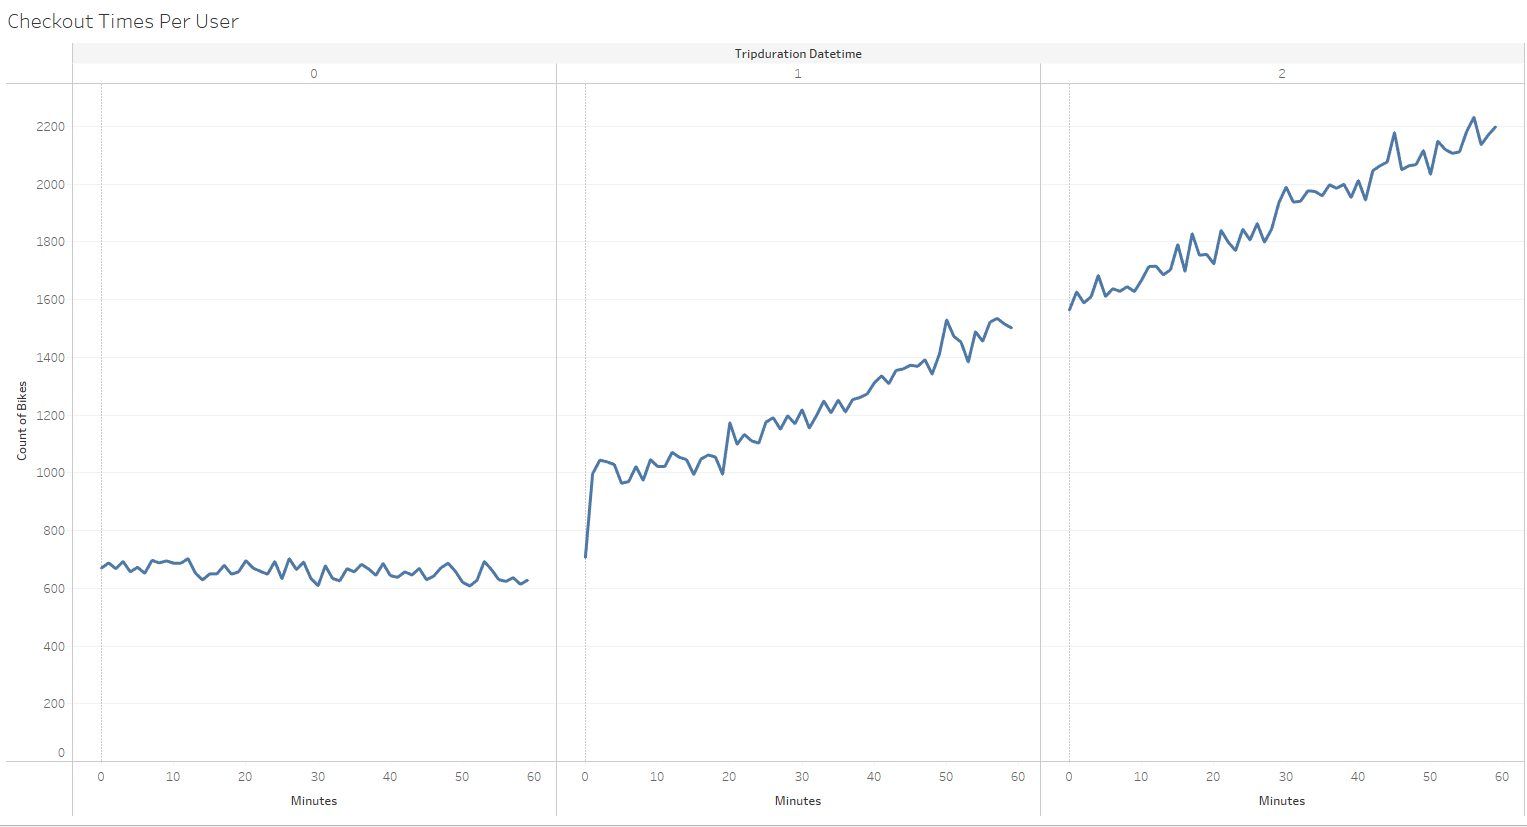 Checkout Times Per User
Tripduration Datetime
0 1 2
2200
2000
1800
1600
1400
1200
1000
800
600
400
200
0
Count of Bikes
0 10 20 30 40 50 60 0 10 20 30 40 50 60 0 10 20 30 40 50 60
Minutes Minutes Minutes